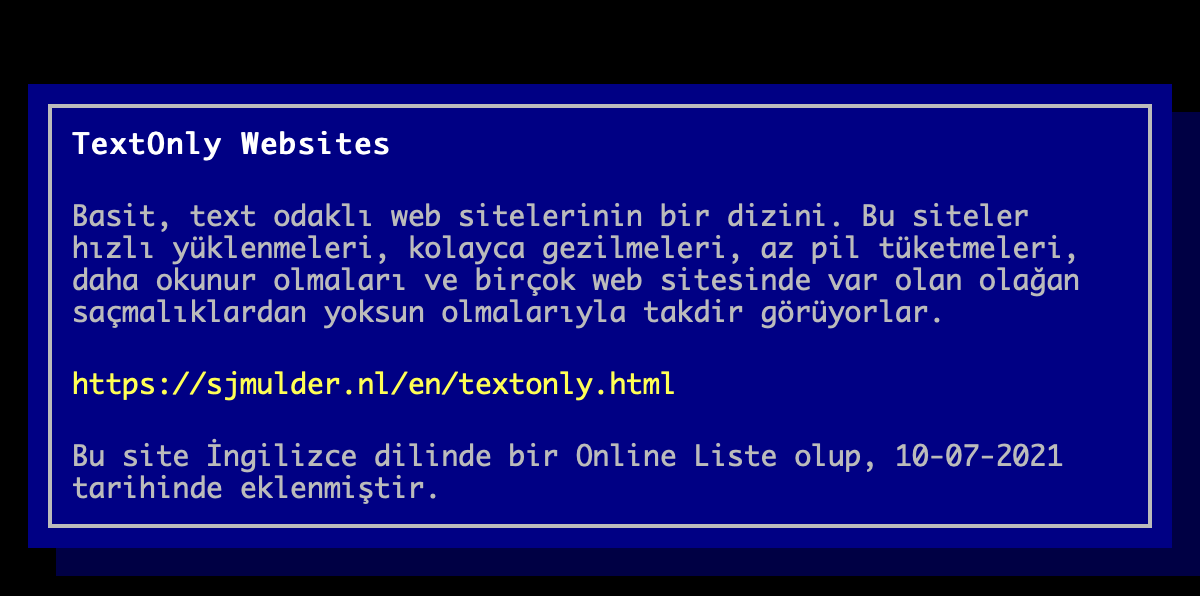 TextOnly Websites
Basit, text odaklı web sitelerinin bir dizini. Bu siteler
hızlı yüklenmeleri, kolayca gezilmeleri, az pil tüketmeleri,
daha okunur olmaları ve birçok web sitesinde var olan olağan
saçmalıklardan yoksun olmalarıyla takdir görüyorlar.
https://sjmulder.nl/en/textonly.html
Bu site İngilizce dilinde bir Online Liste olup, 10-07-2021
tarihinde eklenmiştir.